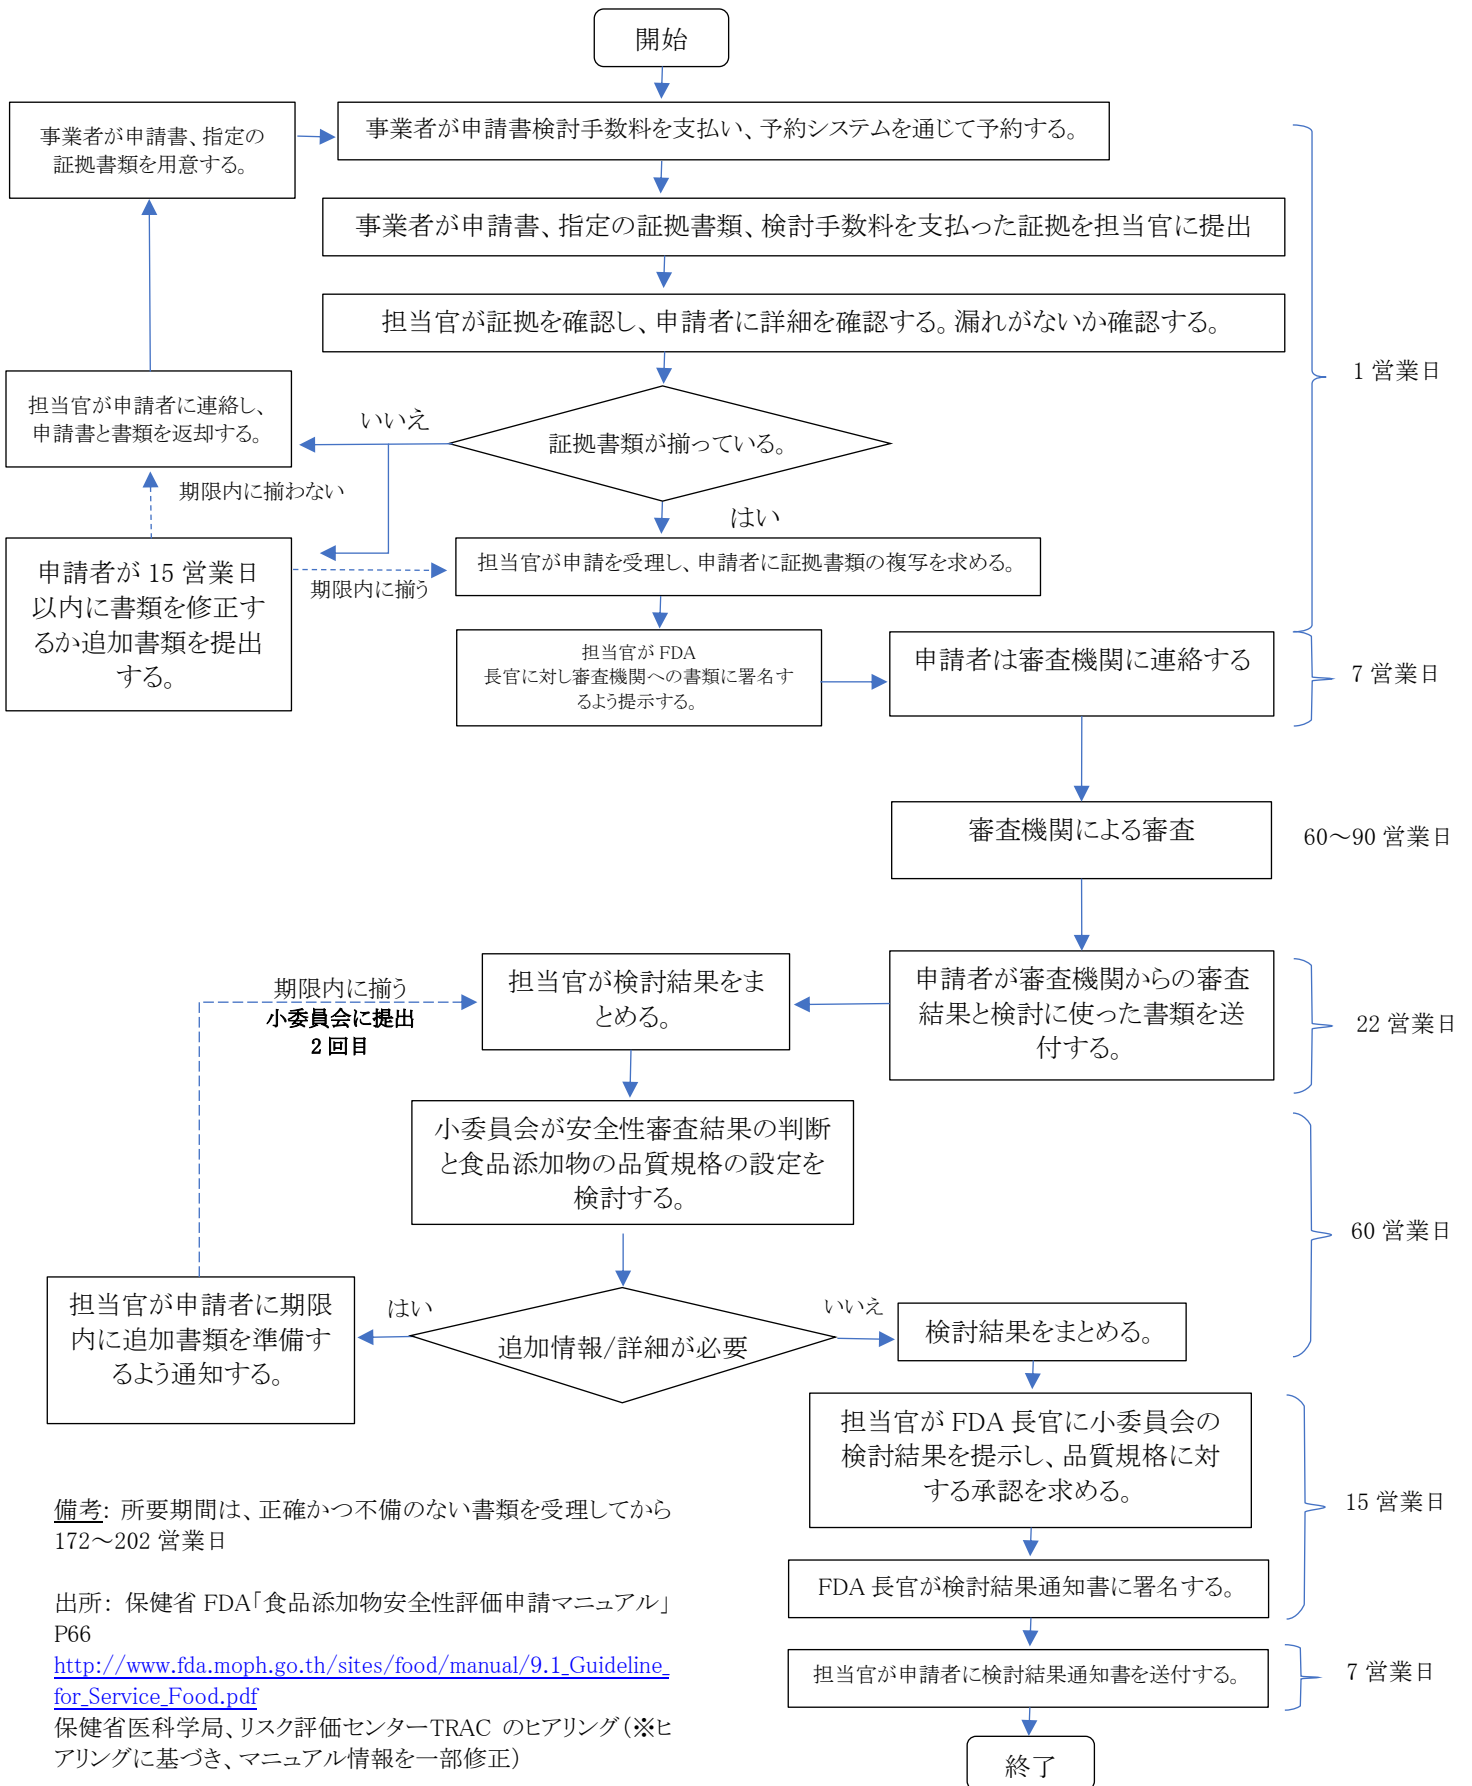 開始
事業者が申請書、指定の
証拠書類を用意する。
事業者が申請書検討手数料を支払い、予約システムを通じて予約する。
事業者が申請書、指定の証拠書類、検討手数料を支払った証拠を担当官に提出
担当官が証拠を確認し、申請者に詳細を確認する。漏れがないか確認する。
1 営業日
担当官が申請者に連絡し、
申請書と書類を返却する。
いいえ
証拠書類が揃っている。
期限内に揃わない
はい
申請者が 15 営業日
以内に書類を修正す
るか追加書類を提出
する。
期限内に揃う
担当官が申請を受理し、申請者に証拠書類の複写を求める。
担当官が FDA
長官に対し審査機関への書類に署名す
るよう提示する。
申請者は審査機関に連絡する
7 営業日
審査機関による審査
60～90 営業日
期限内に揃う
小委員会に提出
2 回目
担当官が検討結果をま
とめる。
申請者が審査機関からの審査
結果と検討に使った書類を送
付する。
22 営業日
小委員会が安全性審査結果の判断
と食品添加物の品質規格の設定を
検討する。
60 営業日
担当官が申請者に期限
内に追加書類を準備す
るよう通知する。
はい
追加情報/詳細が必要
いいえ
検討結果をまとめる。
担当官が FDA 長官に小委員会の
検討結果を提示し、品質規格に対
する承認を求める。
15 営業日
FDA 長官が検討結果通知書に署名する。
担当官が申請者に検討結果通知書を送付する。
7 営業日
終了
備考: 所要期間は、正確かつ不備のない書類を受理してから
172～202 営業日
出所: 保健省 FDA「食品添加物安全性評価申請マニュアル」
P66
http://www.fda.moph.go.th/sites/food/manual/9.1_Guideline_
for_Service_Food.pdf
保健省医科学局、リスク評価センターTRAC のヒアリング（※ヒ
アリングに基づき、マニュアル情報を一部修正）